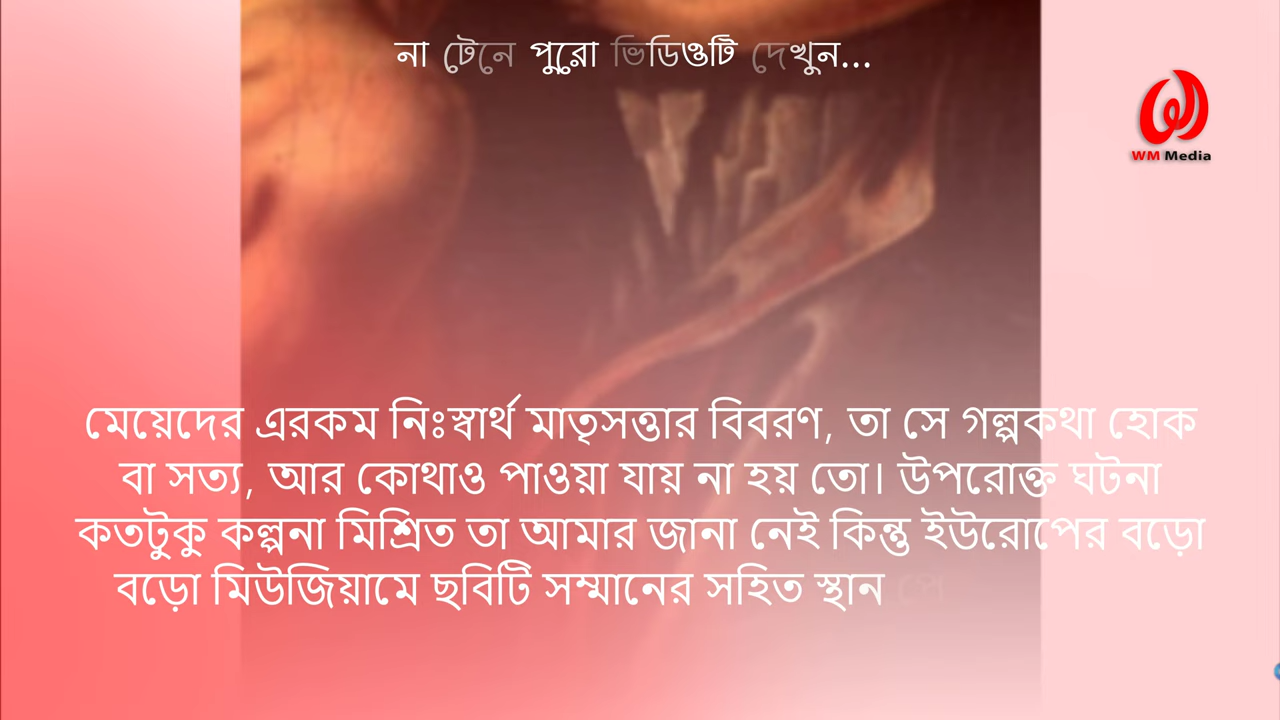 না টেনে পুরো ভিডিওটি দেখুন...
WM Media
মেয়েদের এরকম নিঃস্বার্থ মাতৃসত্তার বিবরণ, তা সে গল্পকথা হোক
বা সত্য, আর কোথাও পাওয়া যায় না হয় তো। উপরোক্ত ঘটনা
কতটুকু কল্পনা মিশ্রিত তা আমার জানা নেই কিন্তু ইউরোপের বড়ো
বড়ো মিউজিয়ামে ছবিটি সম্মানের সহিত স্থান পে